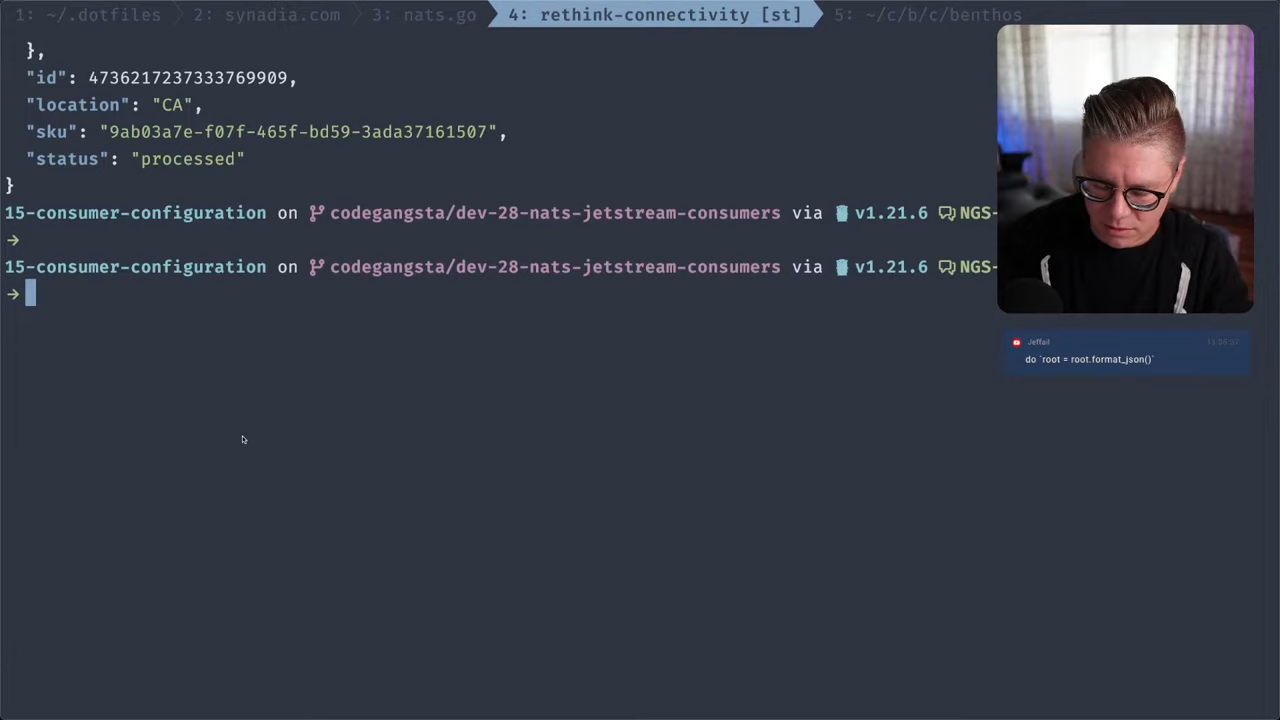 1: ~/.dotfiles 2: synadia.com 3: nats.go 4: rethink-connectivity [st] 5: ~/c/b/c/benthos
},
"id": 4736217237333769909,
"location": "CA",
"sku": "9ab03a7e-f07f-465f-bd59-3ada37161507",
"status": "processed"
}
15-consumer-configuration on codegangsta/dev-28-nats-jetstream-consumers via v1.21.6 NGS-
→
15-consumer-configuration on codegangsta/dev-28-nats-jetstream-consumers via v1.21.6 NGS-
→
Jeffail
do `root = root.format_json()`